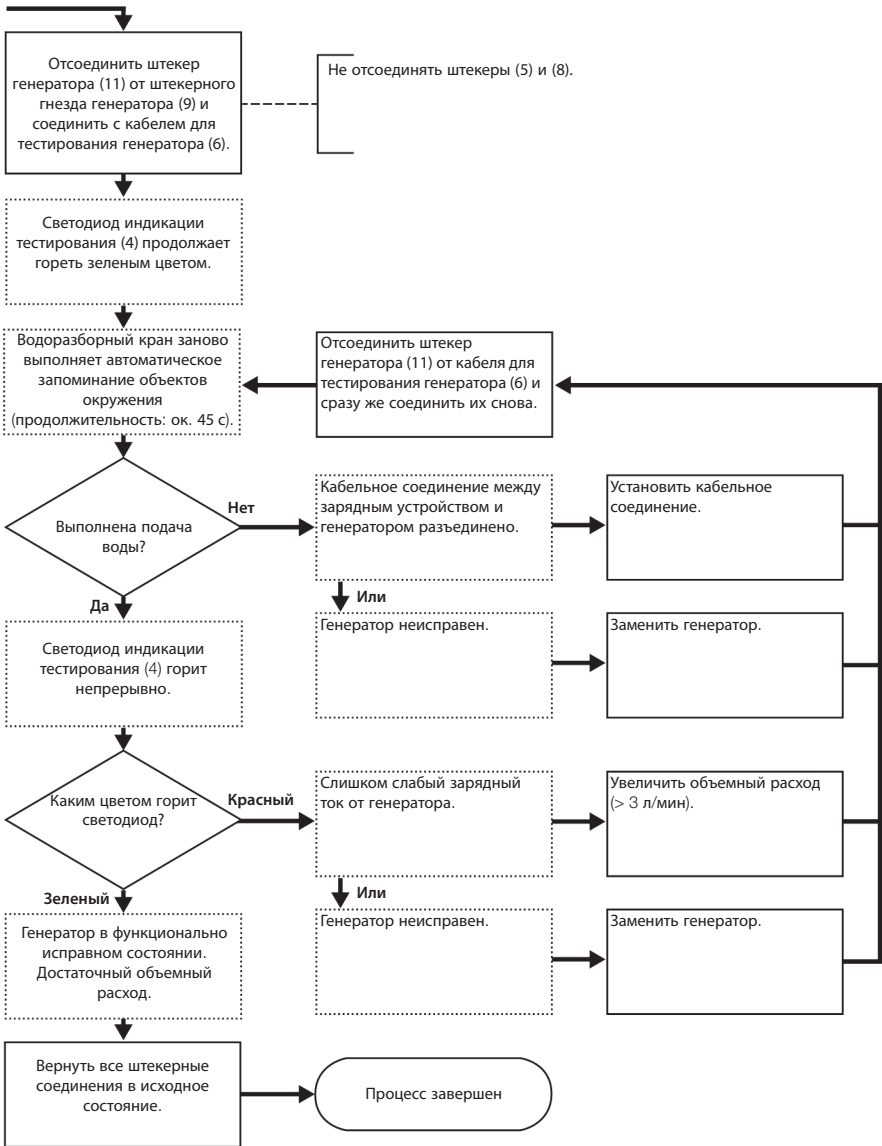 Отсоединить штекер
генератора (11) от штекерного
гнезда генератора (9) и
соединить с кабелем для
тестирования генератора (6).
Не отсоединять штекеры (5) и (8).
Светодиод индикации
тестирования (4) продолжает
гореть зеленым цветом.
Водоразборный кран заново
выполняет автоматическое
запоминание объектов
окружения
(продолжительность: ок. 45 с).
Отсоединить штекер
генератора (11) от кабеля для
тестирования генератора (6) и
сразу же соединить их снова.
Выполнена подача
воды?
Нет
Кабельное соединение между
зарядным устройством и
генератором разъединено.
Установить кабельное
соединение.
Или
Генератор неисправен.
Заменить генератор.
Да
Светодиод индикации
тестирования (4) горит
непрерывно.
Каким цветом горит
светодиод?
Красный
Слишком слабый зарядный
ток от генератора.
Увеличить объемный расход
(> 3 л/мин).
Или
Генератор неисправен.
Заменить генератор.
Зеленый
Генератор в функционально
исправном состоянии.
Достаточный объемный
расход.
Вернуть все штекерные
соединения в исходное
состояние.
Процесс завершен